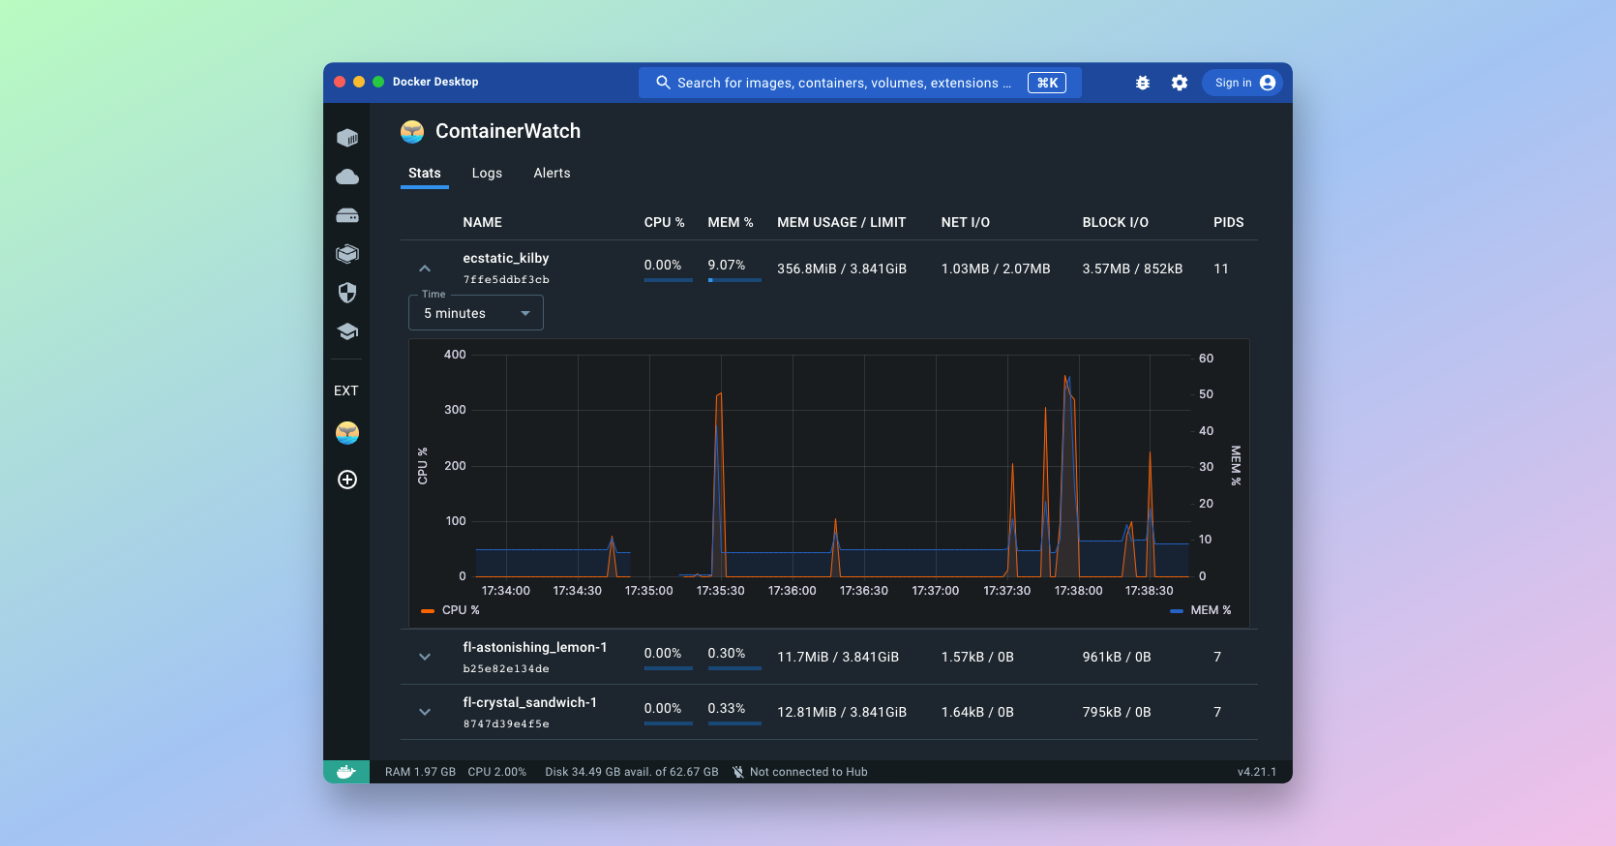 Docker Desktop
Search for images, containers, volumes, extensions ... ⌘K
Sign in
ContainerWatch
Stats Logs Alerts
NAME CPU % MEM % MEM USAGE / LIMIT NET I/O BLOCK I/O PIDS
ecstatic_kilby
7ffe5ddbf3cb
0.00% 9.07% 356.8MiB / 3.841GiB 1.03MB / 2.07MB 3.57MB / 852kB 11
Time
5 minutes
400
300
200
100
0
CPU %
60
50
40
30
20
10
0
MEM %
17:34:00 17:34:30 17:35:00 17:35:30 17:36:00 17:36:30 17:37:00 17:37:30 17:38:00 17:38:30
CPU % MEM %
fl-astonishing_lemon-1
b25e82e134de
0.00% 0.30% 11.7MiB / 3.841GiB 1.57kB / 0B 961kB / 0B 7
fl-crystal_sandwich-1
8747d39e4f5e
0.00% 0.33% 12.81MiB / 3.841GiB 1.64kB / 0B 795kB / 0B 7
EXT
RAM 1.97 GB CPU 2.00% Disk 34.49 GB avail. of 62.67 GB Not connected to Hub v4.21.1